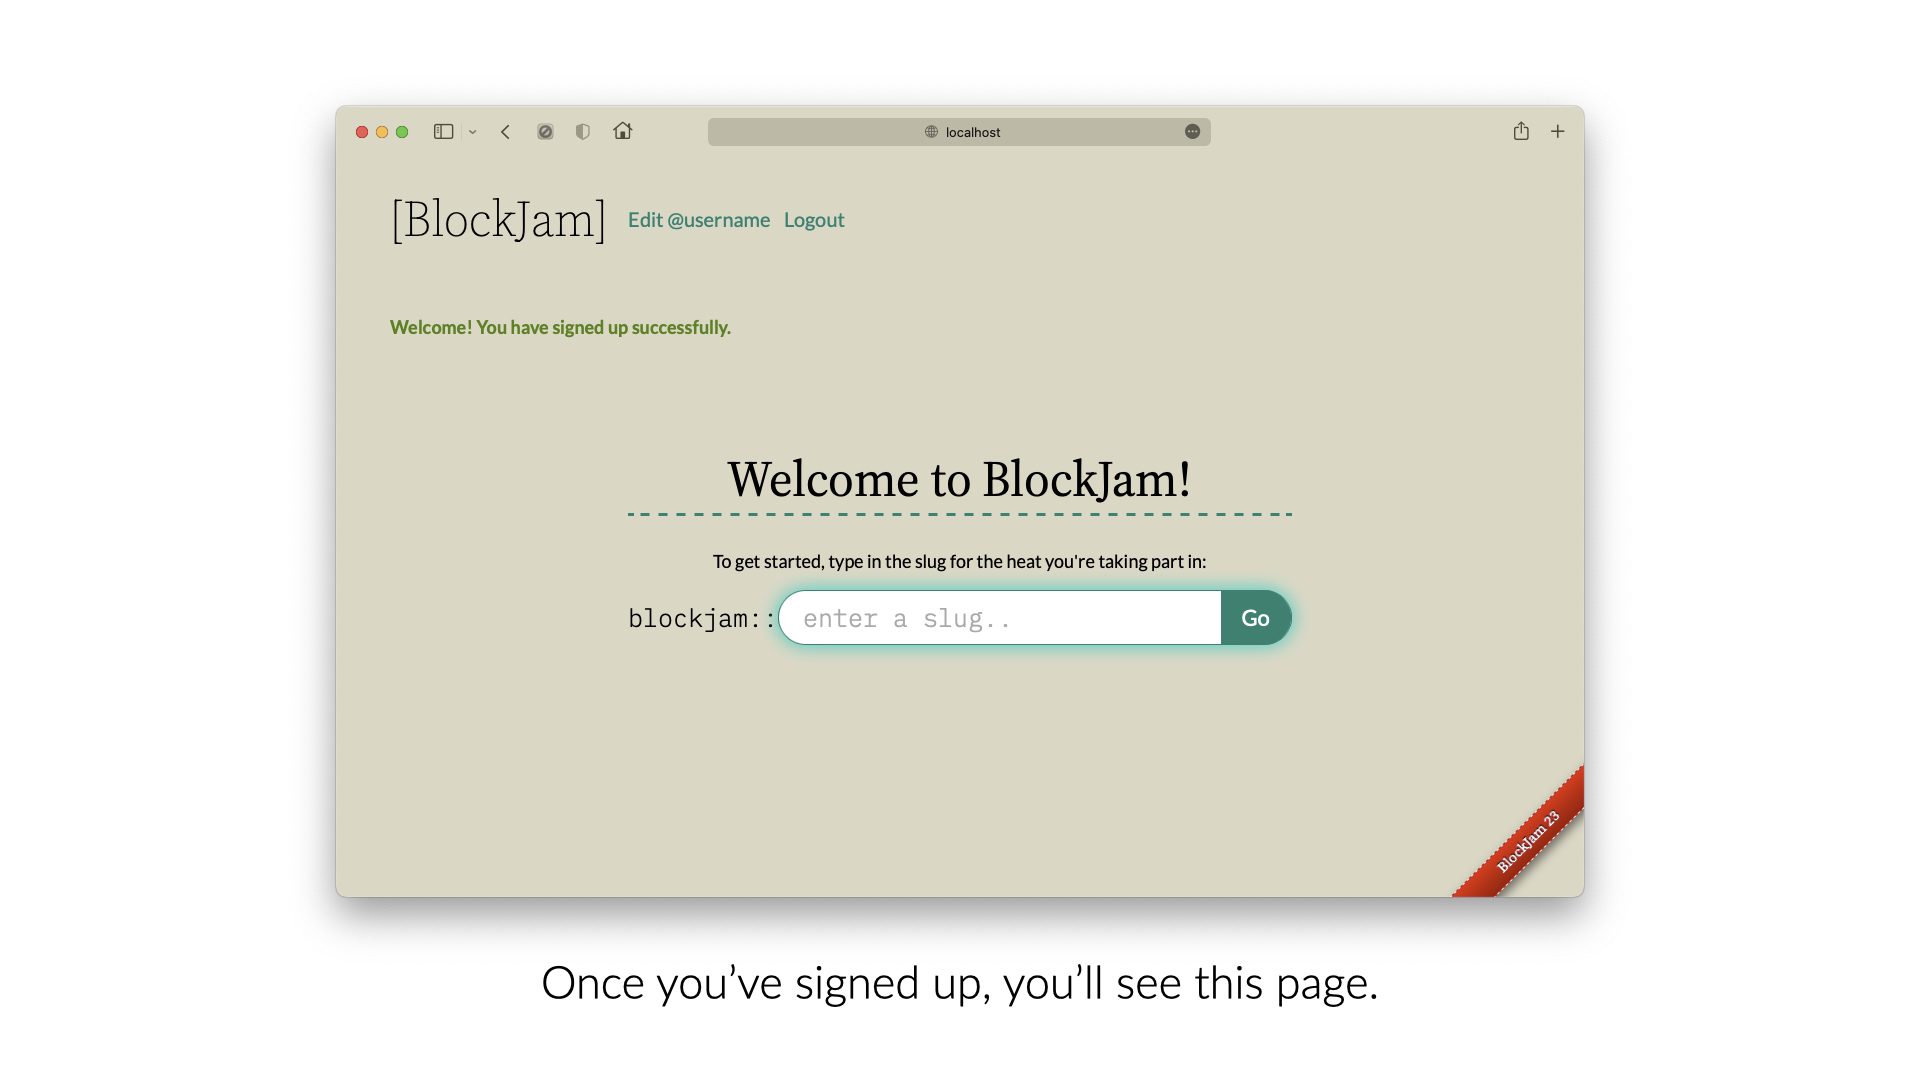 localhost
[BlockJam] Edit @username Logout
Welcome! You have signed up successfully.
Welcome to BlockJam!
To get started, type in the slug for the heat you're taking part in:
blockjam:: enter a slug.. Go
BlockJam 23
Once you’ve signed up, you’ll see this page.